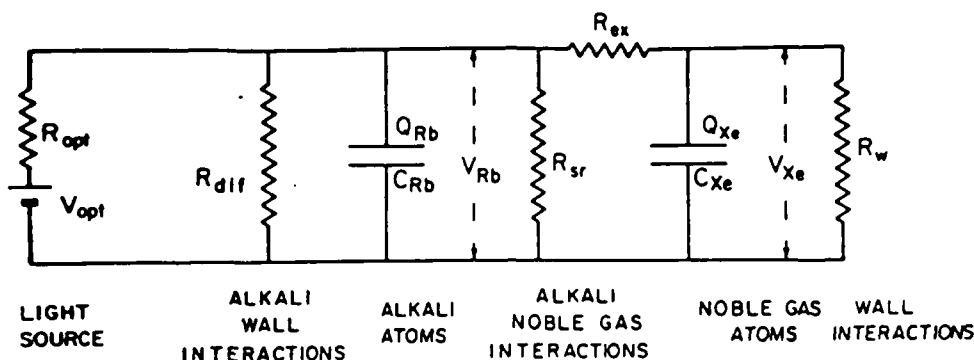 R_ex
R_opt
V_opt
R_dif
Q_Rb
C_Rb
V_Rb
R_sr
Q_Xe
C_Xe
V_Xe
R_w
LIGHT
SOURCE
ALKALI
WALL
INTERACTIONS
ALKALI
ATOMS
ALKALI
NOBLE GAS
INTERACTIONS
NOBLE GAS
ATOMS
WALL
INTERACTIONS